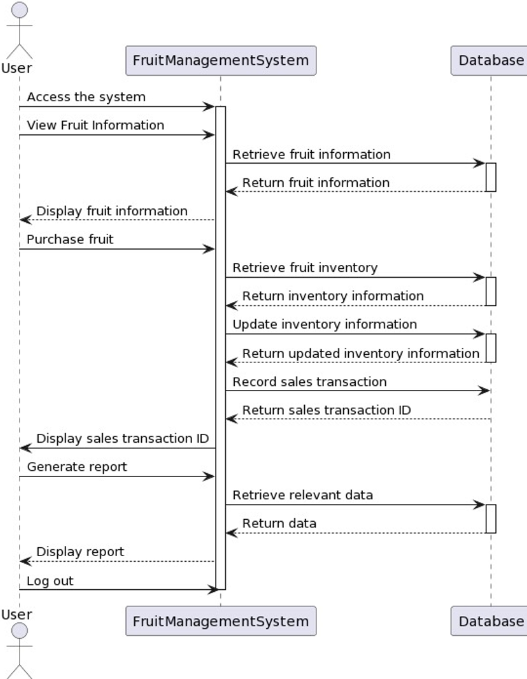 User
FruitManagementSystem
Database
Access the system
View Fruit Information
Retrieve fruit information
Return fruit information
Display fruit information
Purchase fruit
Retrieve fruit inventory
Return inventory information
Update inventory information
Return updated inventory information
Record sales transaction
Return sales transaction ID
Display sales transaction ID
Generate report
Retrieve relevant data
Return data
Display report
Log out
User
FruitManagementSystem
Database